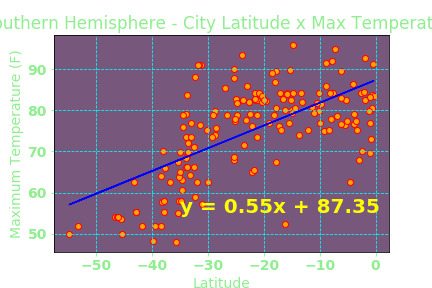 outhern Hemisphere - City Latitude x Max Temperat
Maximum Temperature (F)
90
80
70
60
50
y = 0.55x + 87.35
−50 −40 −30 −20 −10 0
Latitude